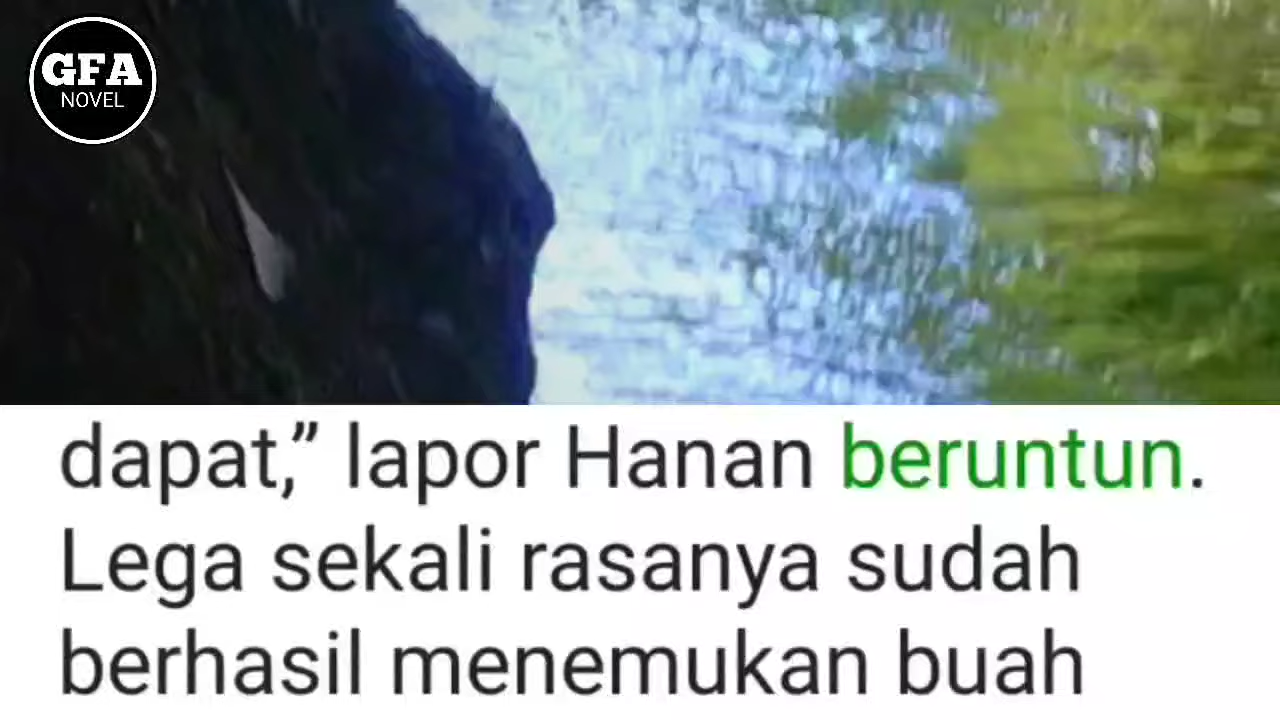 GFA
NOVEL
dapat,” lapor Hanan beruntun.
Lega sekali rasanya sudah
berhasil menemukan buah